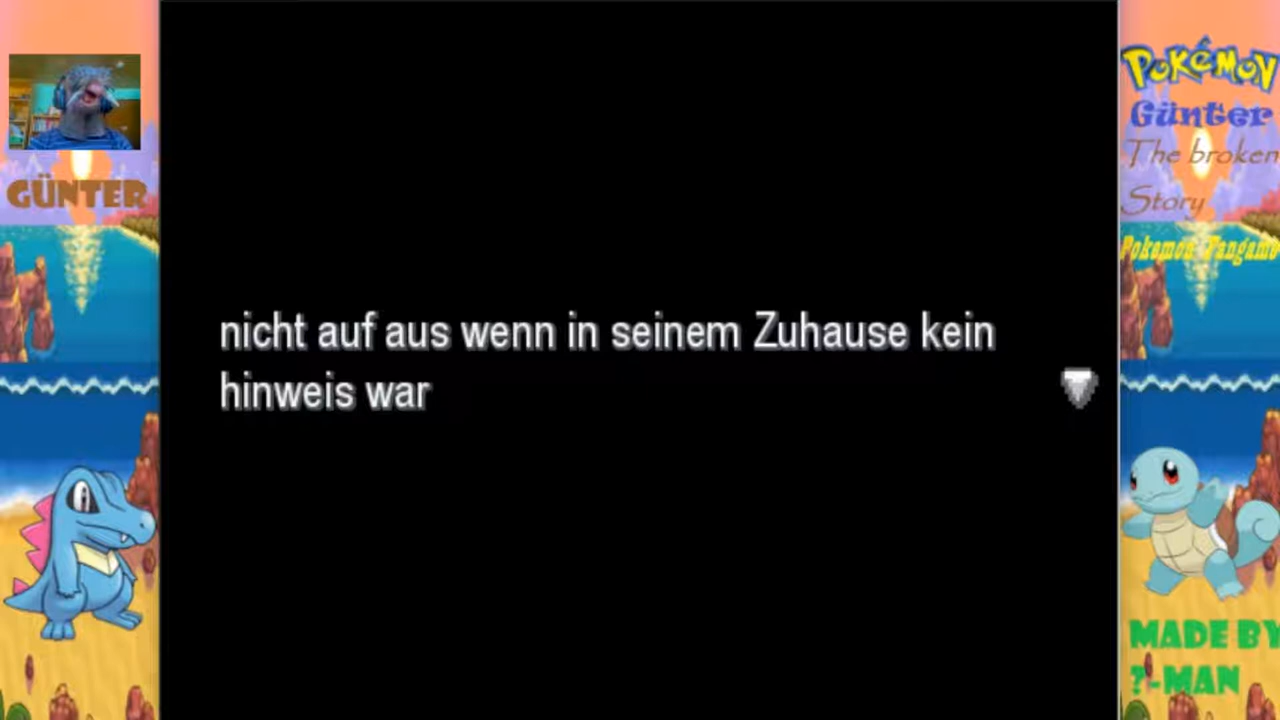 GÜNTER
nicht auf aus wenn in seinem Zuhause kein
hinweis war
POKéMON
Günter
The broken
Story
Pokemon Fangame
MADE BY
?-MAN